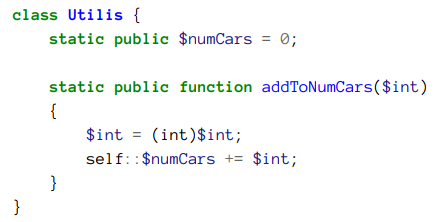 class Utilis {
    static public $numCars = 0;

    static public function addToNumCars($int)
    {
        $int = (int)$int;
        self::$numCars += $int;
    }
}